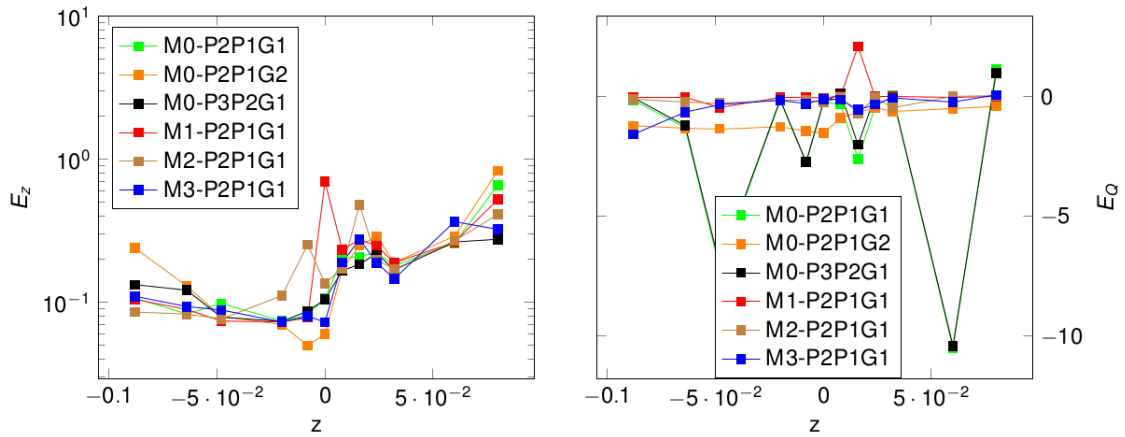 10^1
10^0
10^−1
E_z
M0-P2P1G1
M0-P2P1G2
M0-P3P2G1
M1-P2P1G1
M2-P2P1G1
M3-P2P1G1
−0.1
−5 · 10^−2
0
5 · 10^−2
z
0
−5
−10
E_Q
M0-P2P1G1
M0-P2P1G2
M0-P3P2G1
M1-P2P1G1
M2-P2P1G1
M3-P2P1G1
−0.1
−5 · 10^−2
0
5 · 10^−2
z